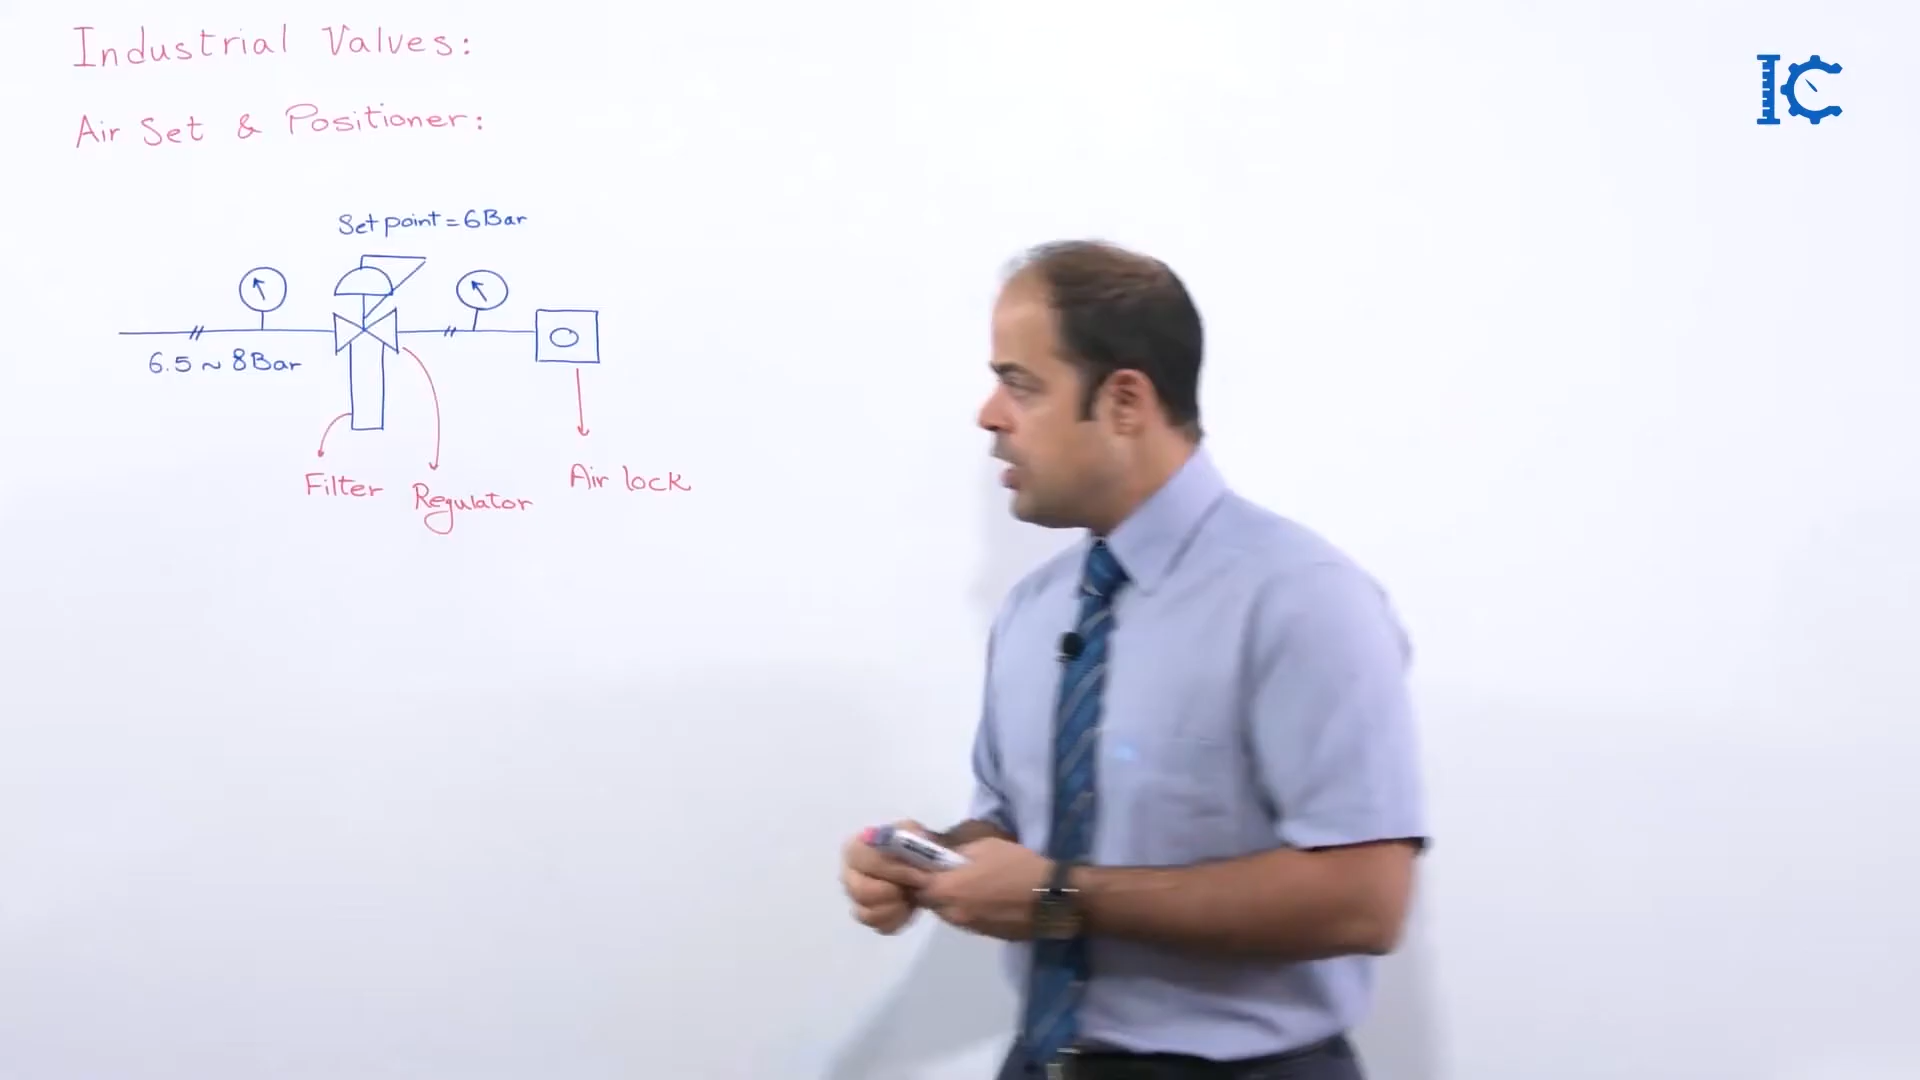 Industrial Valves:
Air Set & Positioner:
Set point = 6 Bar
6.5 ~ 8 Bar
Filter
Regulator
Air lock
IC